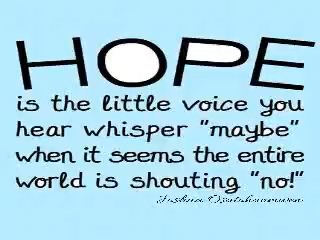 HOPE
is the little voice you
hear whisper "maybe"
when it seems the entire
world is shouting "no!"